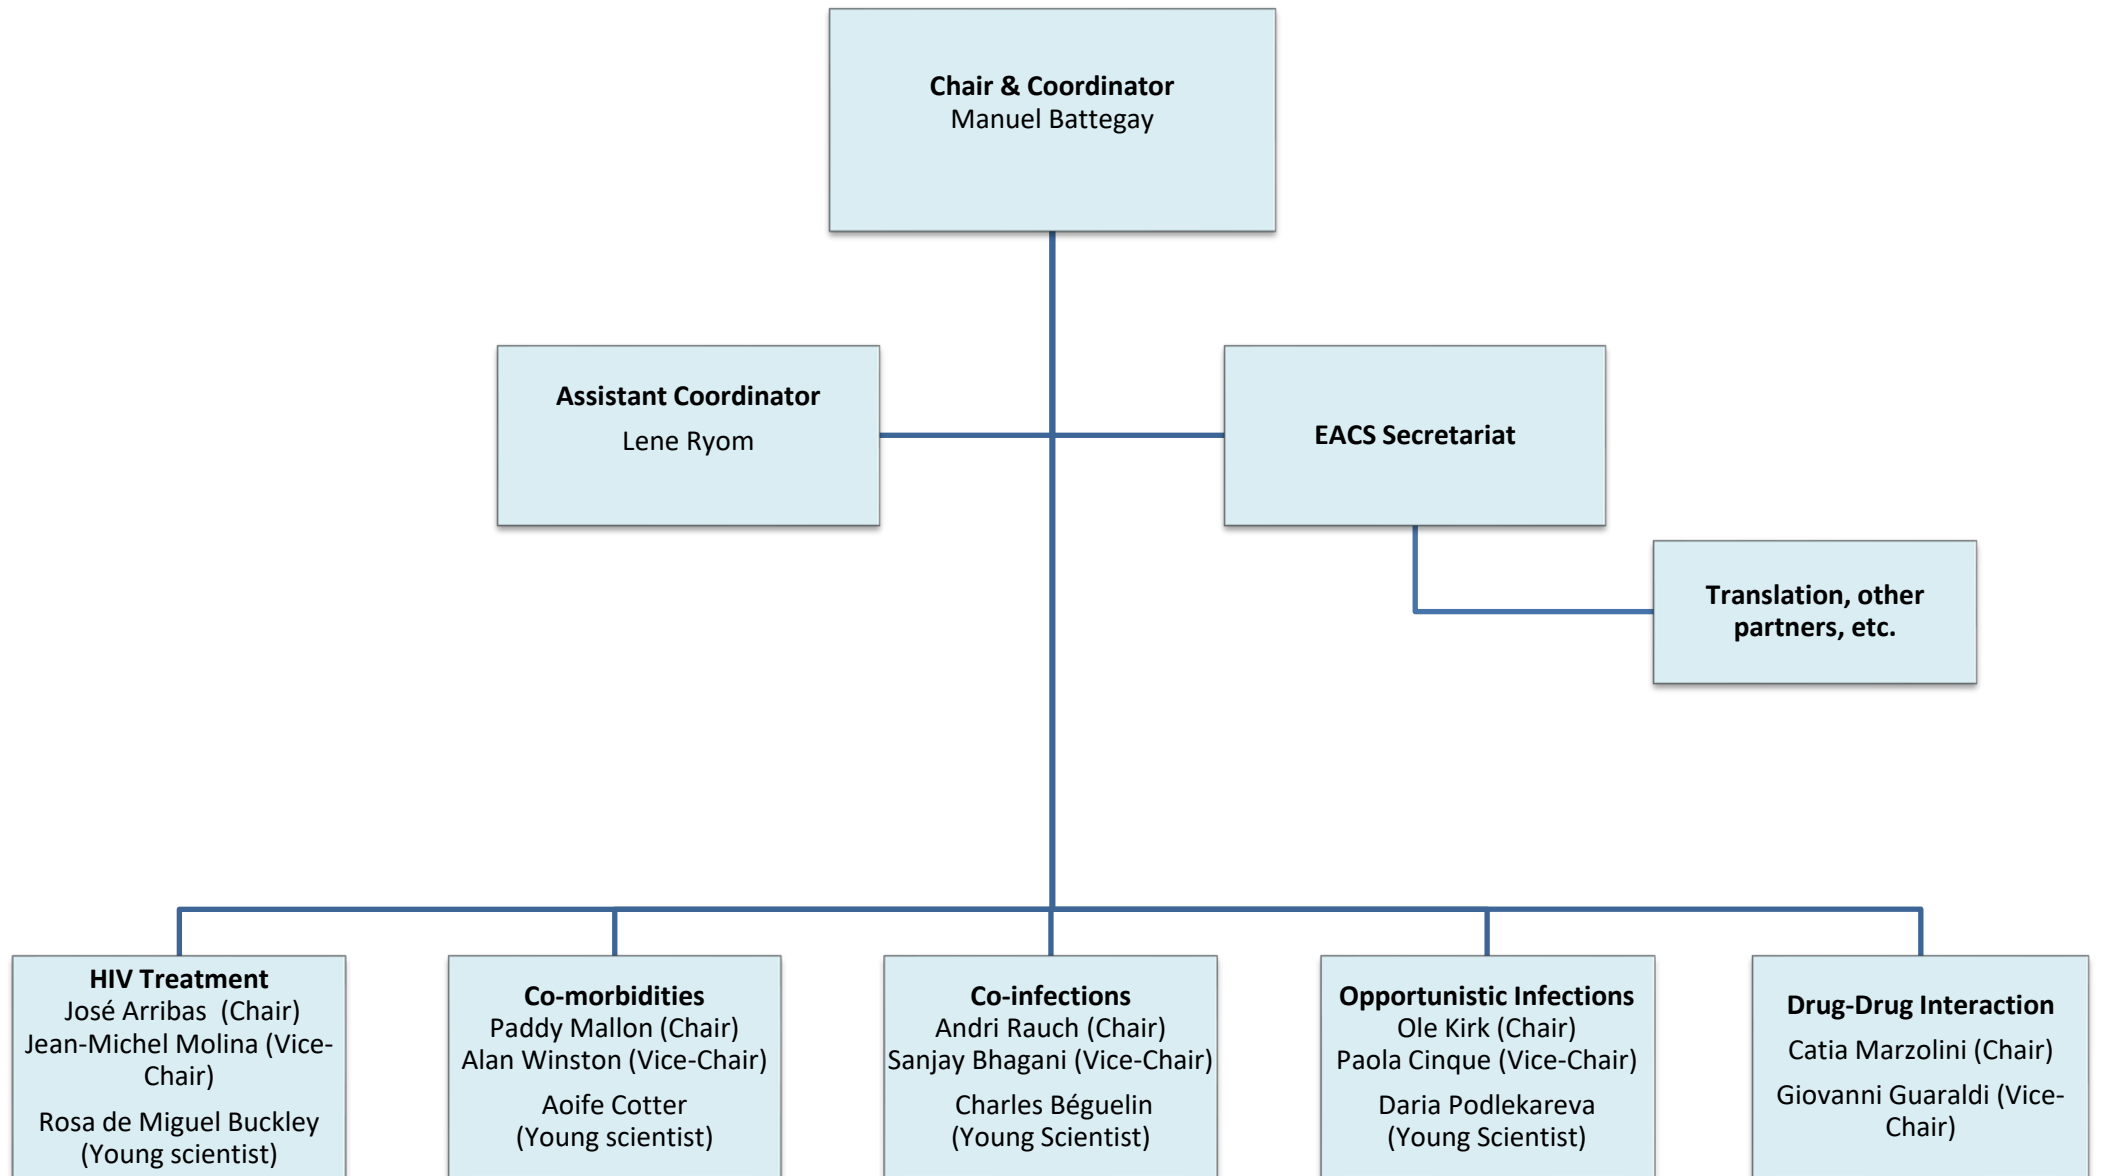 Chair & Coordinator
Manuel Battegay
Assistant Coordinator
Lene Ryom
EACS Secretariat
Translation, other
partners, etc.
HIV Treatment
José Arribas  (Chair)
Jean-Michel Molina (Vice-
Chair)
Rosa de Miguel Buckley
(Young scientist)
Co-morbidities
Paddy Mallon (Chair)
Alan Winston (Vice-Chair)
Aoife Cotter
(Young scientist)
Co-infections
Andri Rauch (Chair)
Sanjay Bhagani (Vice-Chair)
Charles Béguelin
(Young Scientist)
Opportunistic Infections
Ole Kirk (Chair)
Paola Cinque (Vice-Chair)
Daria Podlekareva
(Young Scientist)
Drug-Drug Interaction
Catia Marzolini (Chair)
Giovanni Guaraldi (Vice-
Chair)